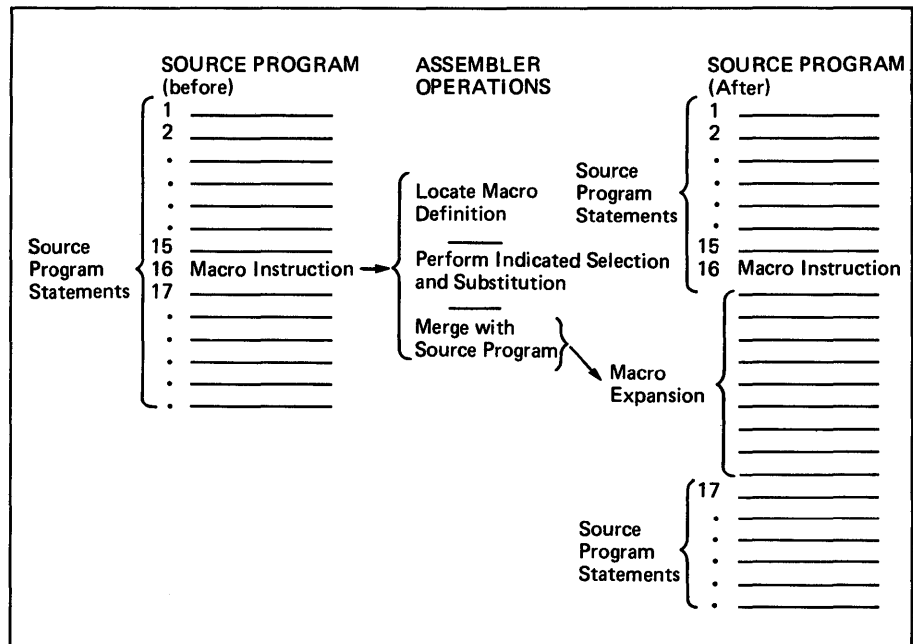 SOURCE PROGRAM
(before)
ASSEMBLER
OPERATIONS
SOURCE PROGRAM
(After)
Source
Program
Statements
1
2
.
.
.
.
15
16 Macro Instruction
17
.
.
.
.
.
Locate Macro
Definition
Perform Indicated Selection
and Substitution
Merge with
Source Program
Macro
Expansion
Source
Program
Statements
1
2
.
.
.
.
15
16 Macro Instruction
Source
Program
Statements
17
.
.
.
.
.